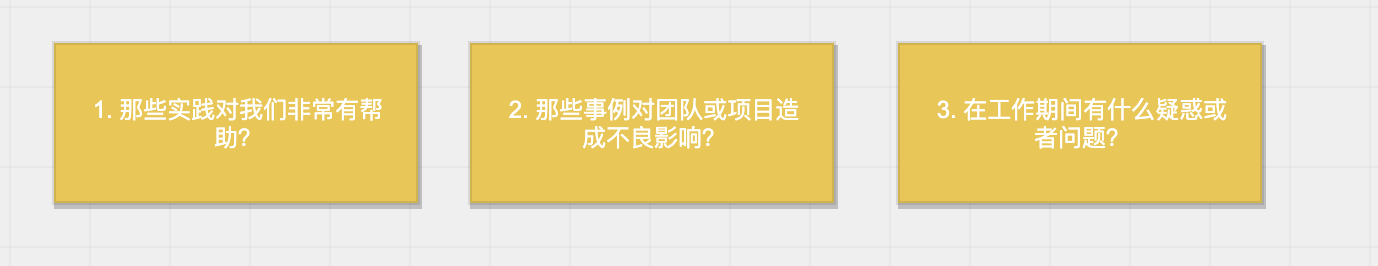 1. 那些实践对我们非常有帮
助?
2. 那些事例对团队或项目造
成不良影响?
3. 在工作期间有什么疑惑或
者问题?